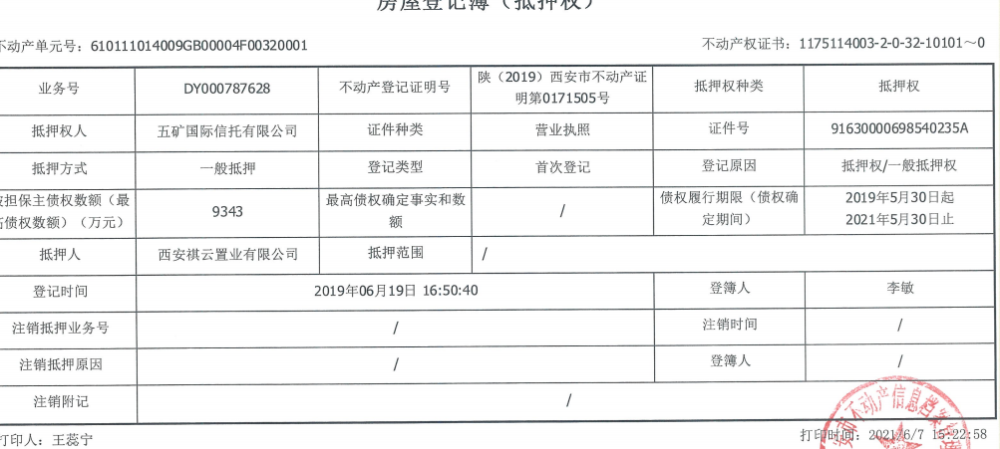 房屋登记簿（抵押权）
不动产单元号：610111014009GB00004F00320001 不动产权证书：1175114003-2-0-32-10101～0
业务号 DY000787628 不动产登记证明号 陕（2019）西安市不动产证明第0171505号 抵押权种类 抵押权
抵押权人 五矿国际信托有限公司 证件种类 营业执照 证件号 91630000698540235A
抵押方式 一般抵押 登记类型 首次登记 登记原因 抵押权/一般抵押权
被担保主债权数额（最高债权数额）（万元） 9343 最高债权确定事实和数额 / 债权履行期限（债权确定期间） 2019年5月30日起 2021年5月30日止
抵押人 西安祺云置业有限公司 抵押范围 /
登记时间 2019年06月19日 16:50:40 登簿人 李敏
注销抵押业务号 / 注销时间 /
注销抵押原因 / 登簿人 /
注销附记 /
打印人：王蕊宁 打印时间：2021/6/7 15:22:58
安市不动产信息档案管理